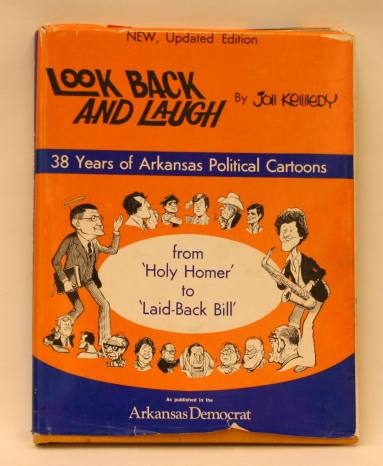 NEW, Updated Edition
LOOK BACK
AND LAUGH
By Jon Kennedy
38 Years of Arkansas Political Cartoons
from
'Holy Homer'
to
'Laid-Back Bill'
As published in the
Arkansas Democrat